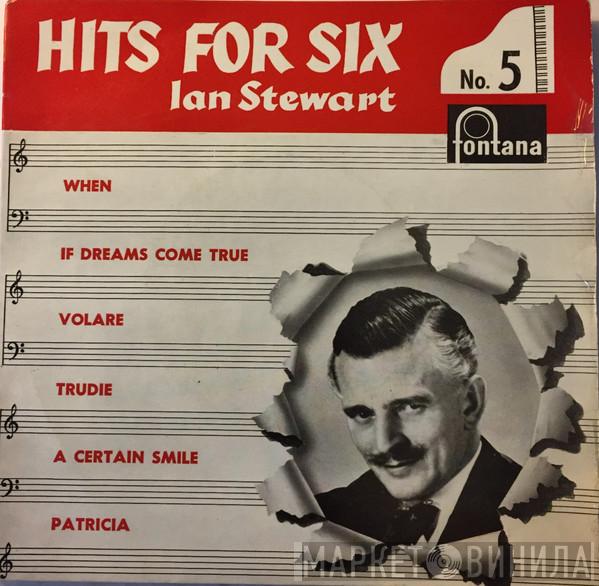 HITS FOR SIX
No. 5
Ian Stewart
fontana
WHEN
IF DREAMS COME TRUE
VOLARE
TRUDIE
A CERTAIN SMILE
PATRICIA
МАРКЕТ ВИНИЛА